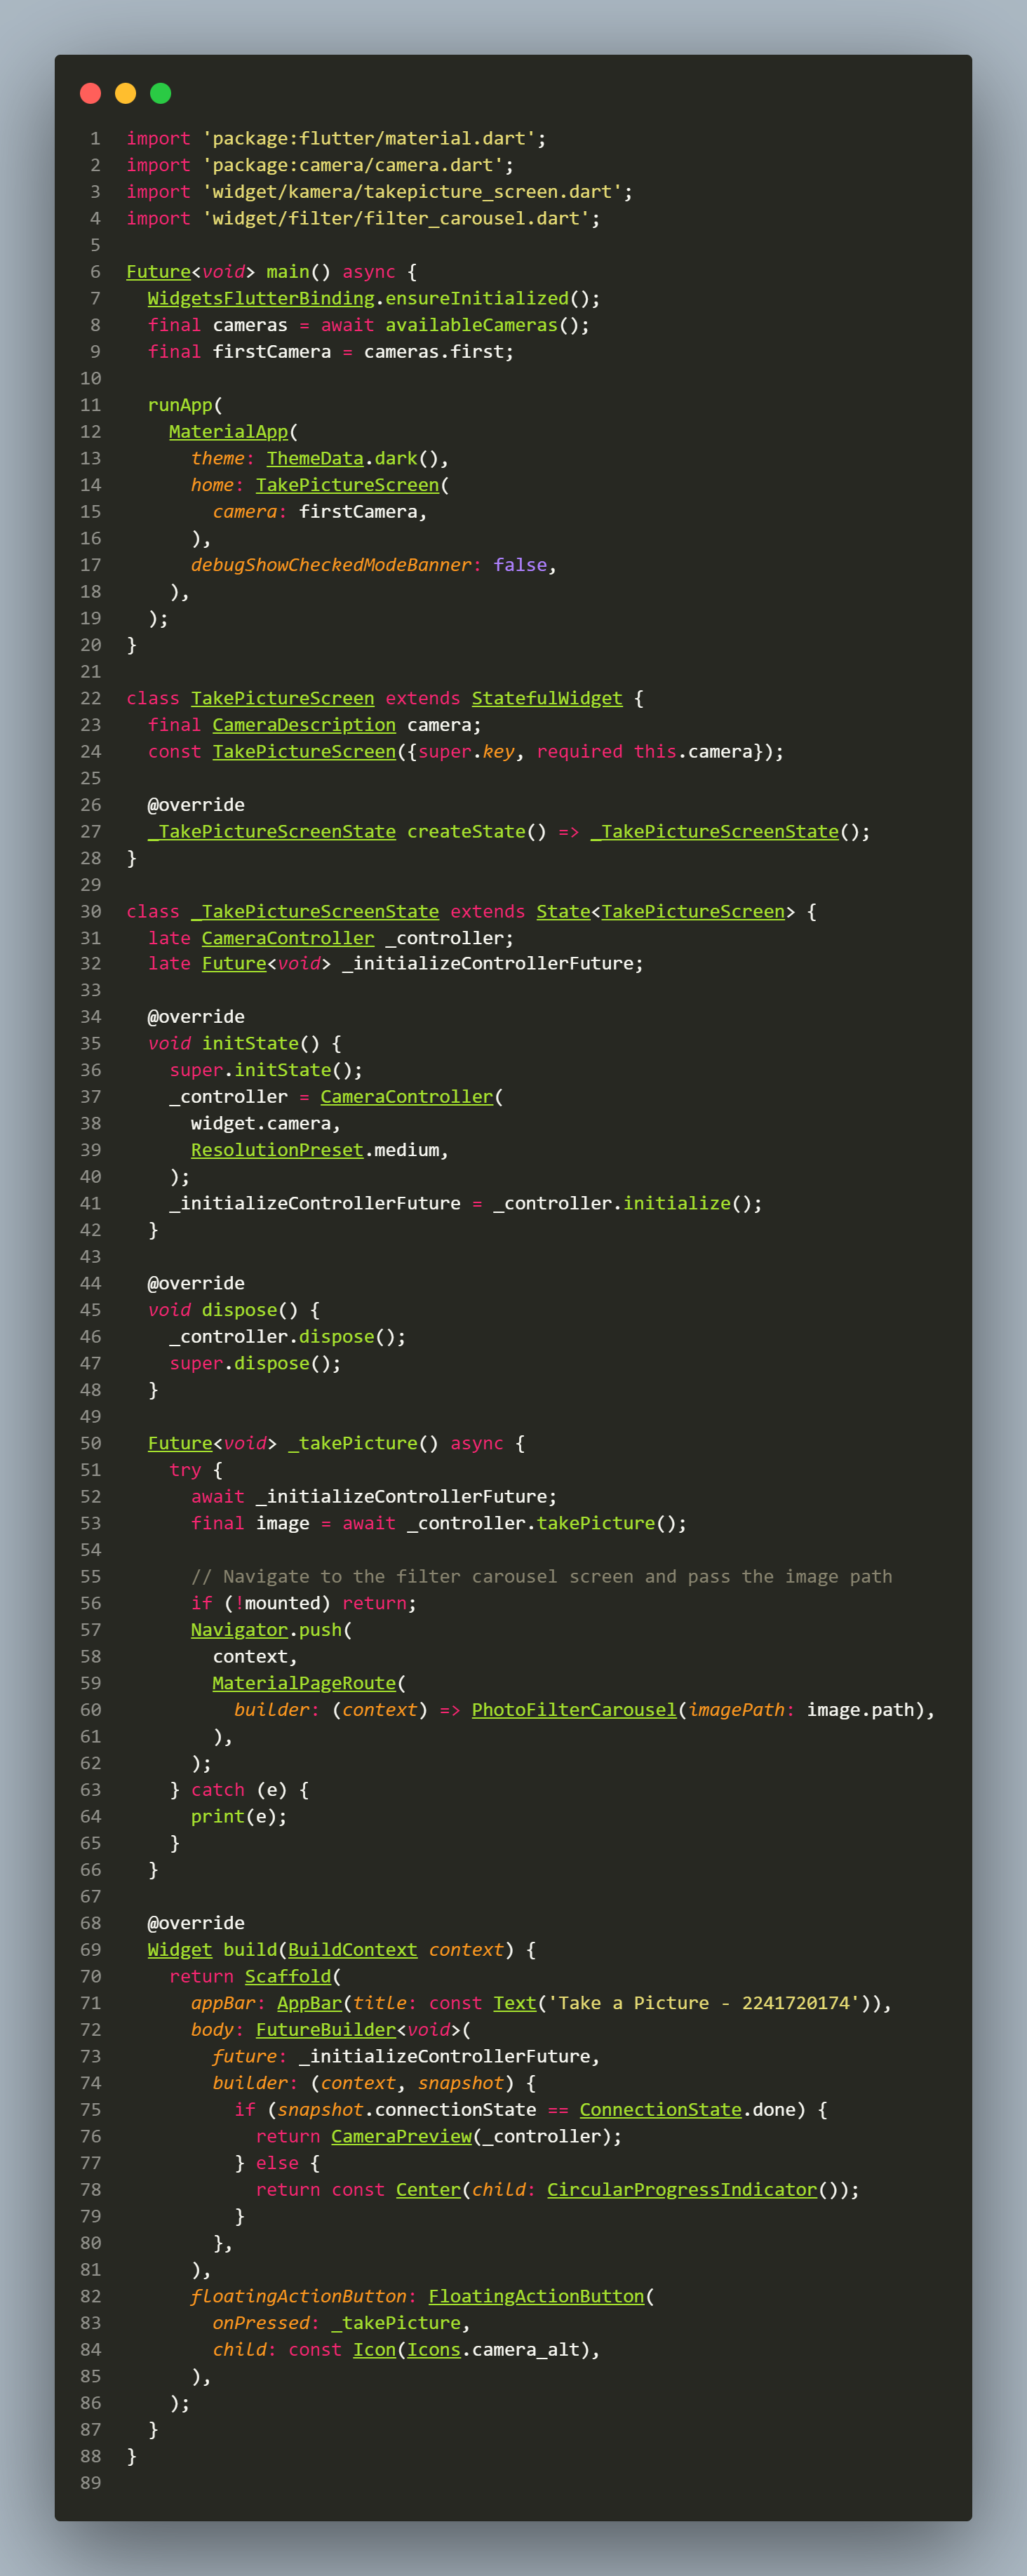 1 import 'package:flutter/material.dart';
2 import 'package:camera/camera.dart';
3 import 'widget/kamera/takepicture_screen.dart';
4 import 'widget/filter/filter_carousel.dart';
5
6 Future<void> main() async {
7   WidgetsFlutterBinding.ensureInitialized();
8   final cameras = await availableCameras();
9   final firstCamera = cameras.first;
10
11   runApp(
12     MaterialApp(
13       theme: ThemeData.dark(),
14       home: TakePictureScreen(
15         camera: firstCamera,
16       ),
17       debugShowCheckedModeBanner: false,
18     ),
19   );
20 }
21
22 class TakePictureScreen extends StatefulWidget {
23   final CameraDescription camera;
24   const TakePictureScreen({super.key, required this.camera});
25
26   @override
27   _TakePictureScreenState createState() => _TakePictureScreenState();
28 }
29
30 class _TakePictureScreenState extends State<TakePictureScreen> {
31   late CameraController _controller;
32   late Future<void> _initializeControllerFuture;
33
34   @override
35   void initState() {
36     super.initState();
37     _controller = CameraController(
38       widget.camera,
39       ResolutionPreset.medium,
40     );
41     _initializeControllerFuture = _controller.initialize();
42   }
43
44   @override
45   void dispose() {
46     _controller.dispose();
47     super.dispose();
48   }
49
50   Future<void> _takePicture() async {
51     try {
52       await _initializeControllerFuture;
53       final image = await _controller.takePicture();
54
55       // Navigate to the filter carousel screen and pass the image path
56       if (!mounted) return;
57       Navigator.push(
58         context,
59         MaterialPageRoute(
60           builder: (context) => PhotoFilterCarousel(imagePath: image.path),
61         ),
62       );
63     } catch (e) {
64       print(e);
65     }
66   }
67
68   @override
69   Widget build(BuildContext context) {
70     return Scaffold(
71       appBar: AppBar(title: const Text('Take a Picture - 2241720174')),
72       body: FutureBuilder<void>(
73         future: _initializeControllerFuture,
74         builder: (context, snapshot) {
75           if (snapshot.connectionState == ConnectionState.done) {
76             return CameraPreview(_controller);
77           } else {
78             return const Center(child: CircularProgressIndicator());
79           }
80         },
81       ),
82       floatingActionButton: FloatingActionButton(
83         onPressed: _takePicture,
84         child: const Icon(Icons.camera_alt),
85       ),
86     );
87   }
88 }
89